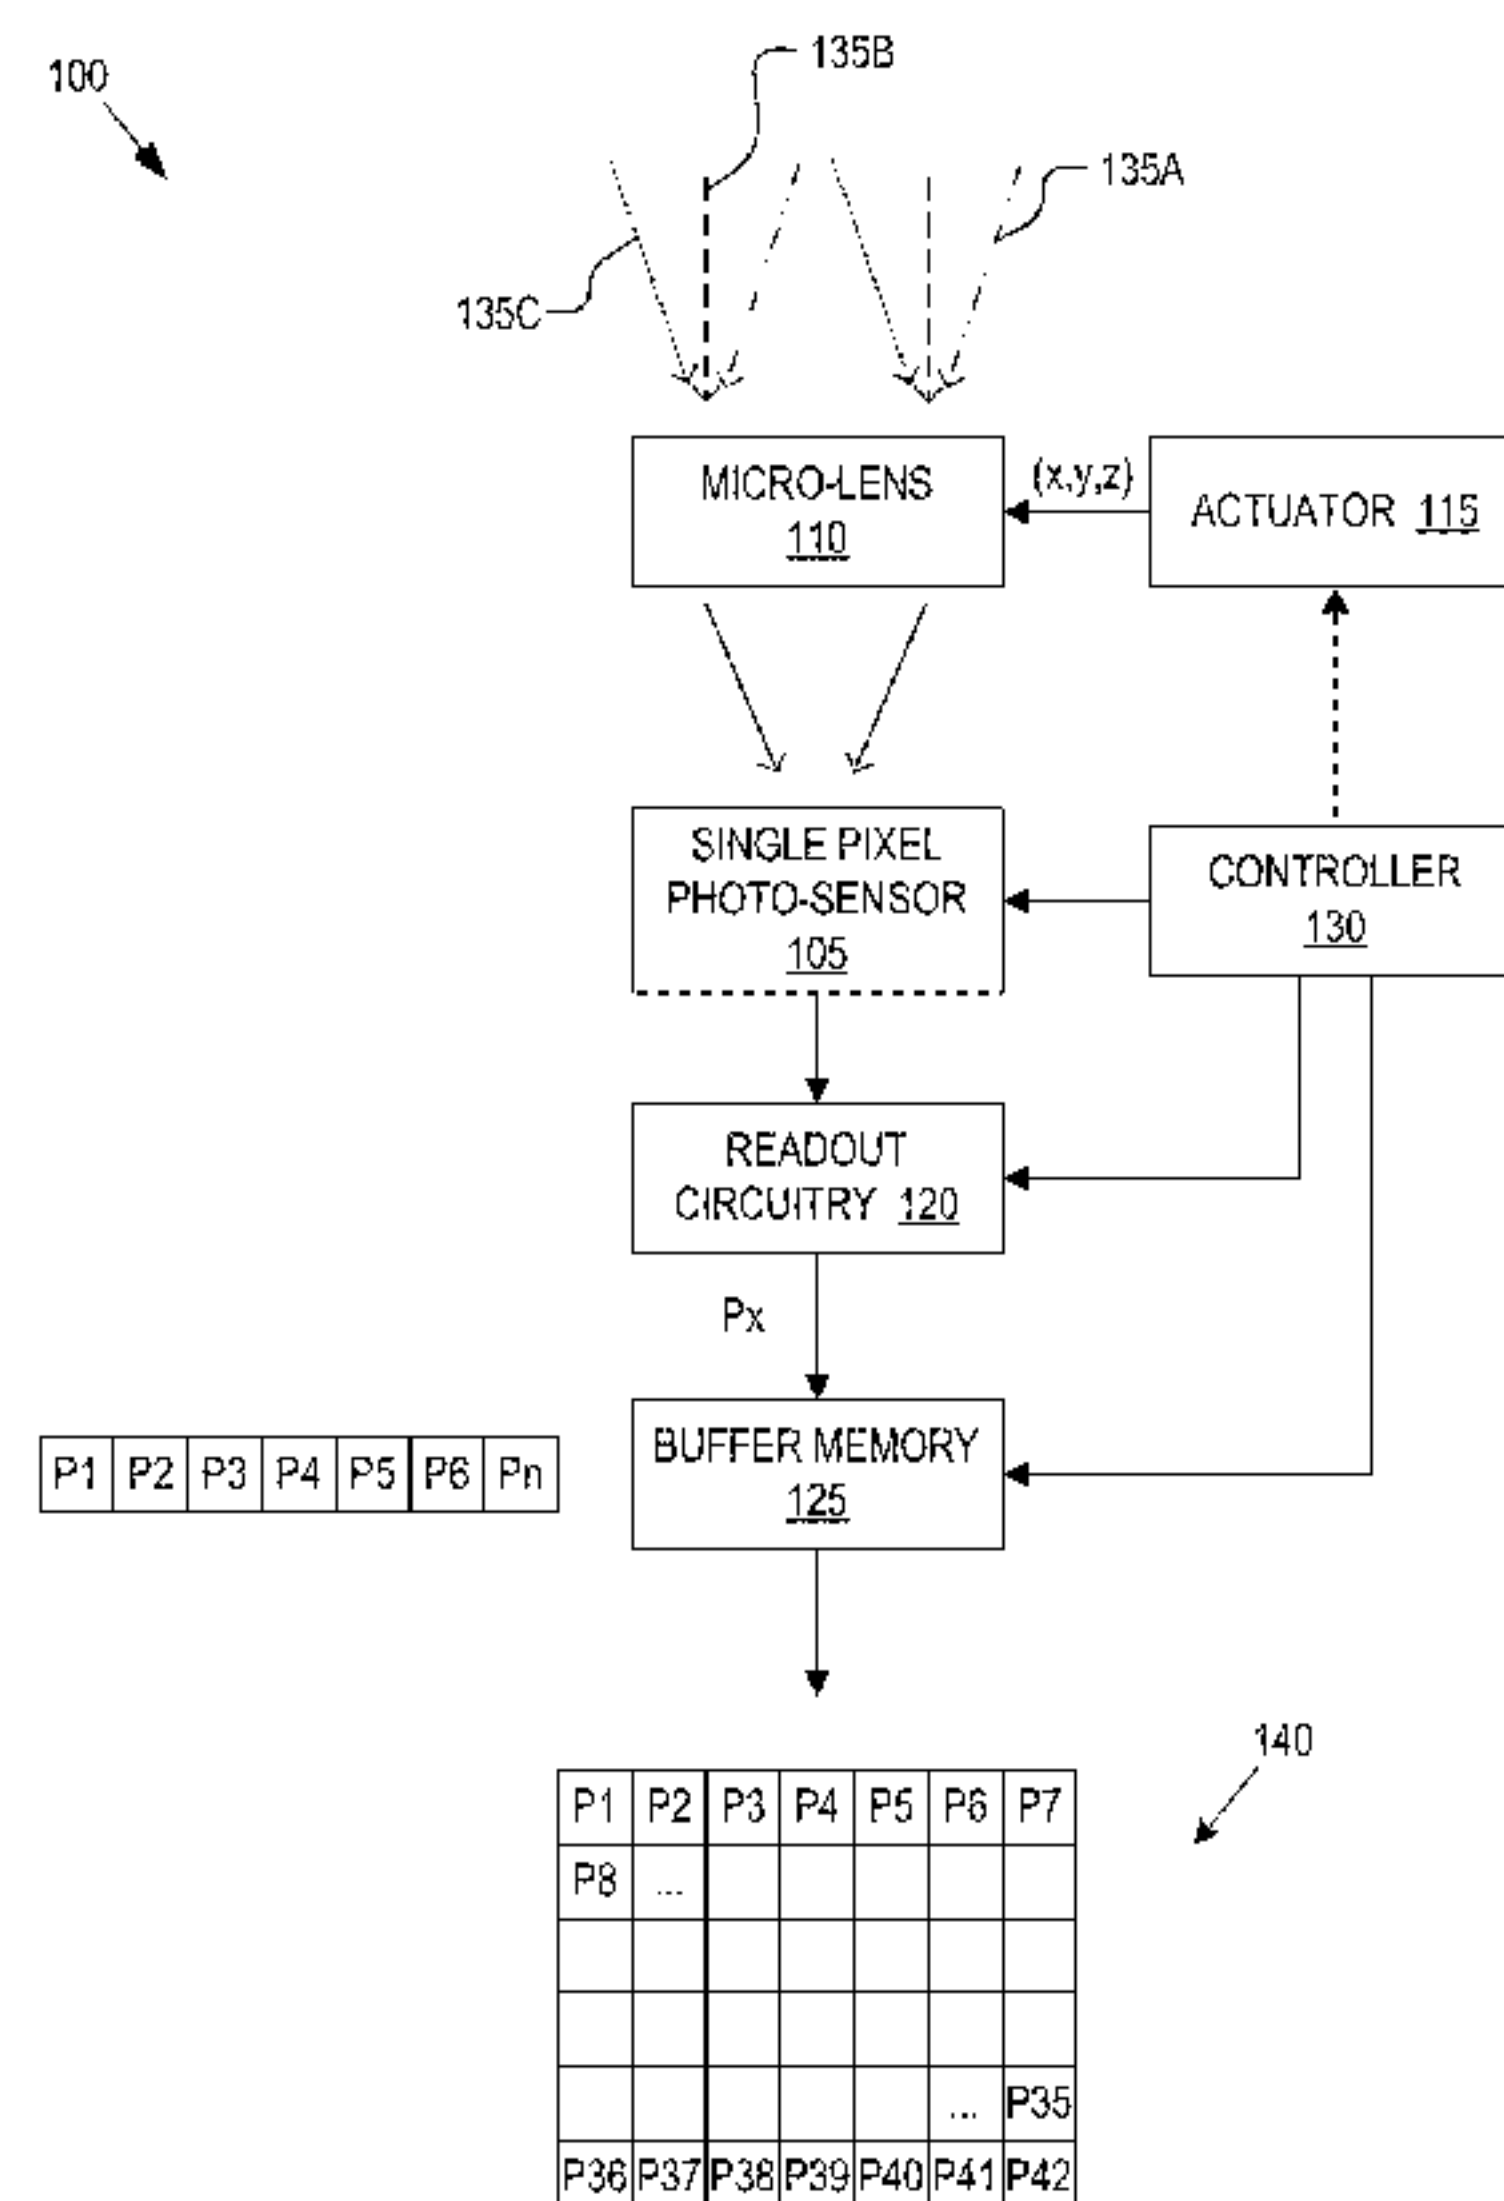 135B
100
135A
135C
MICRO-LENS
110
(x,y,z)
ACTUATOR 115
SINGLE PIXEL
PHOTO-SENSOR
105
CONTROLLER
130
READOUT
CIRCUITRY 120
Px
BUFFER MEMORY
125
P1 P2 P3 P4 P5 P6 Pn
140
P1 P2 P3 P4 P5 P6 P7
P8 ...
... P35
P36 P37 P38 P39 P40 P41 P42